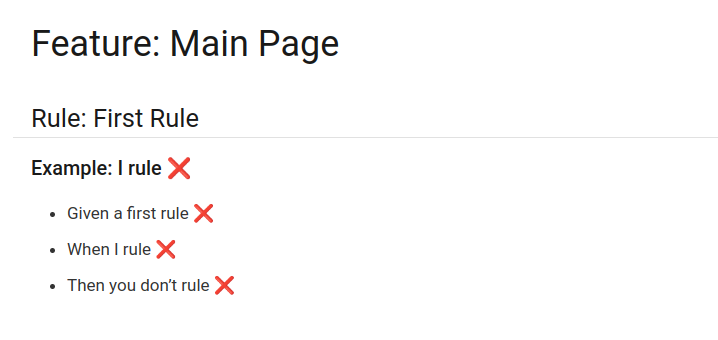 Feature: Main Page
Rule: First Rule
Example: I rule ❌
Given a first rule ❌
When I rule ❌
Then you don’t rule ❌